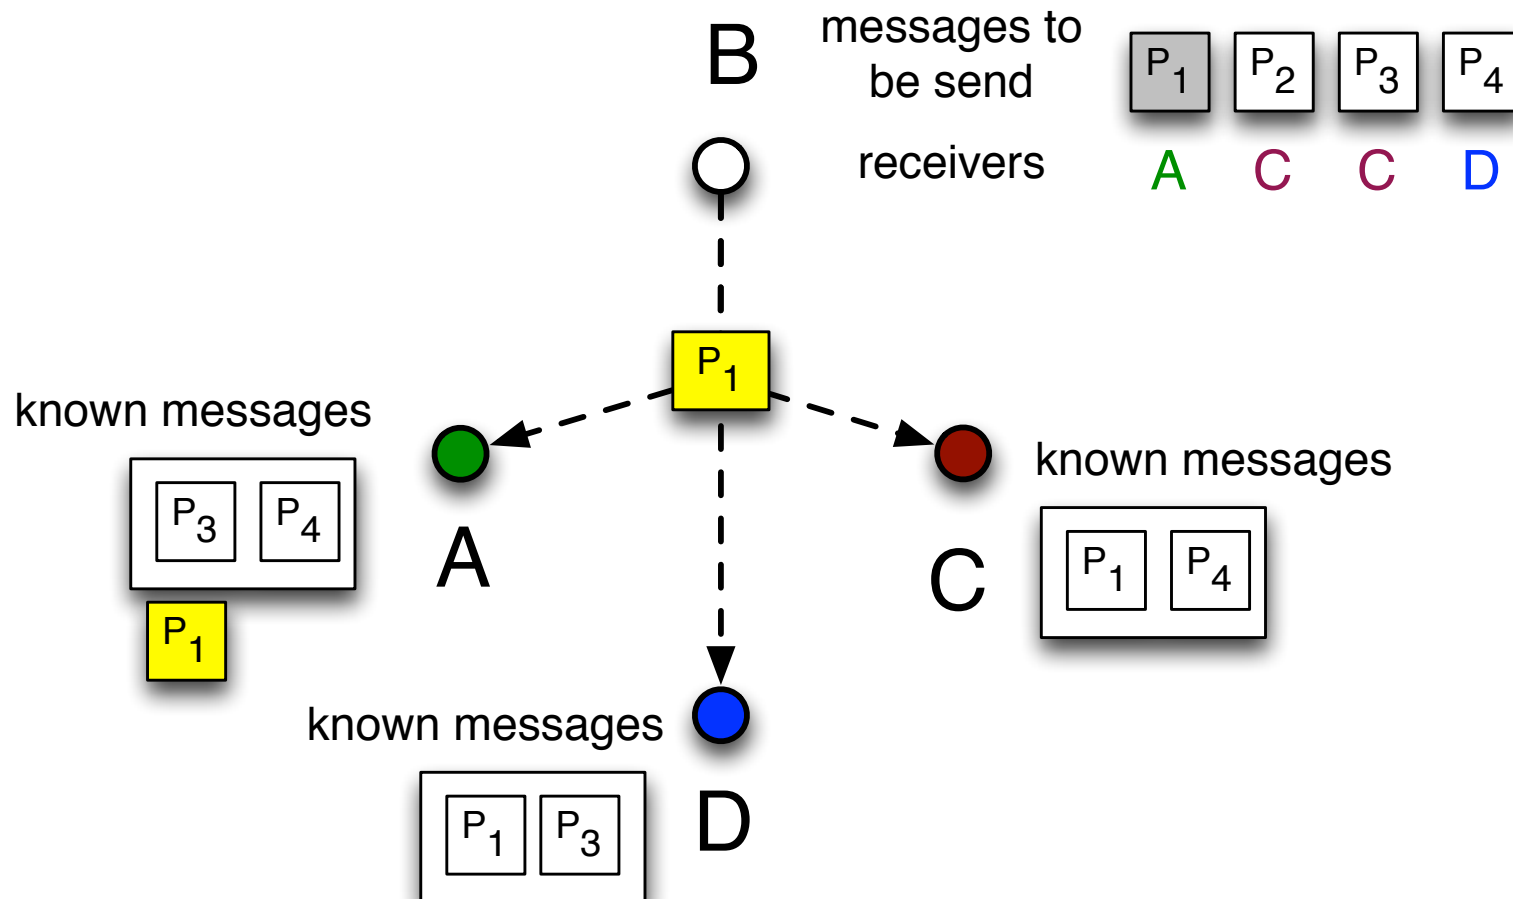 B
messages to
be send
P1 P2 P3 P4
receivers
A C C D
P1
known messages
P3 P4
P1
A
known messages
P1 P4
C
known messages
P1 P3
D